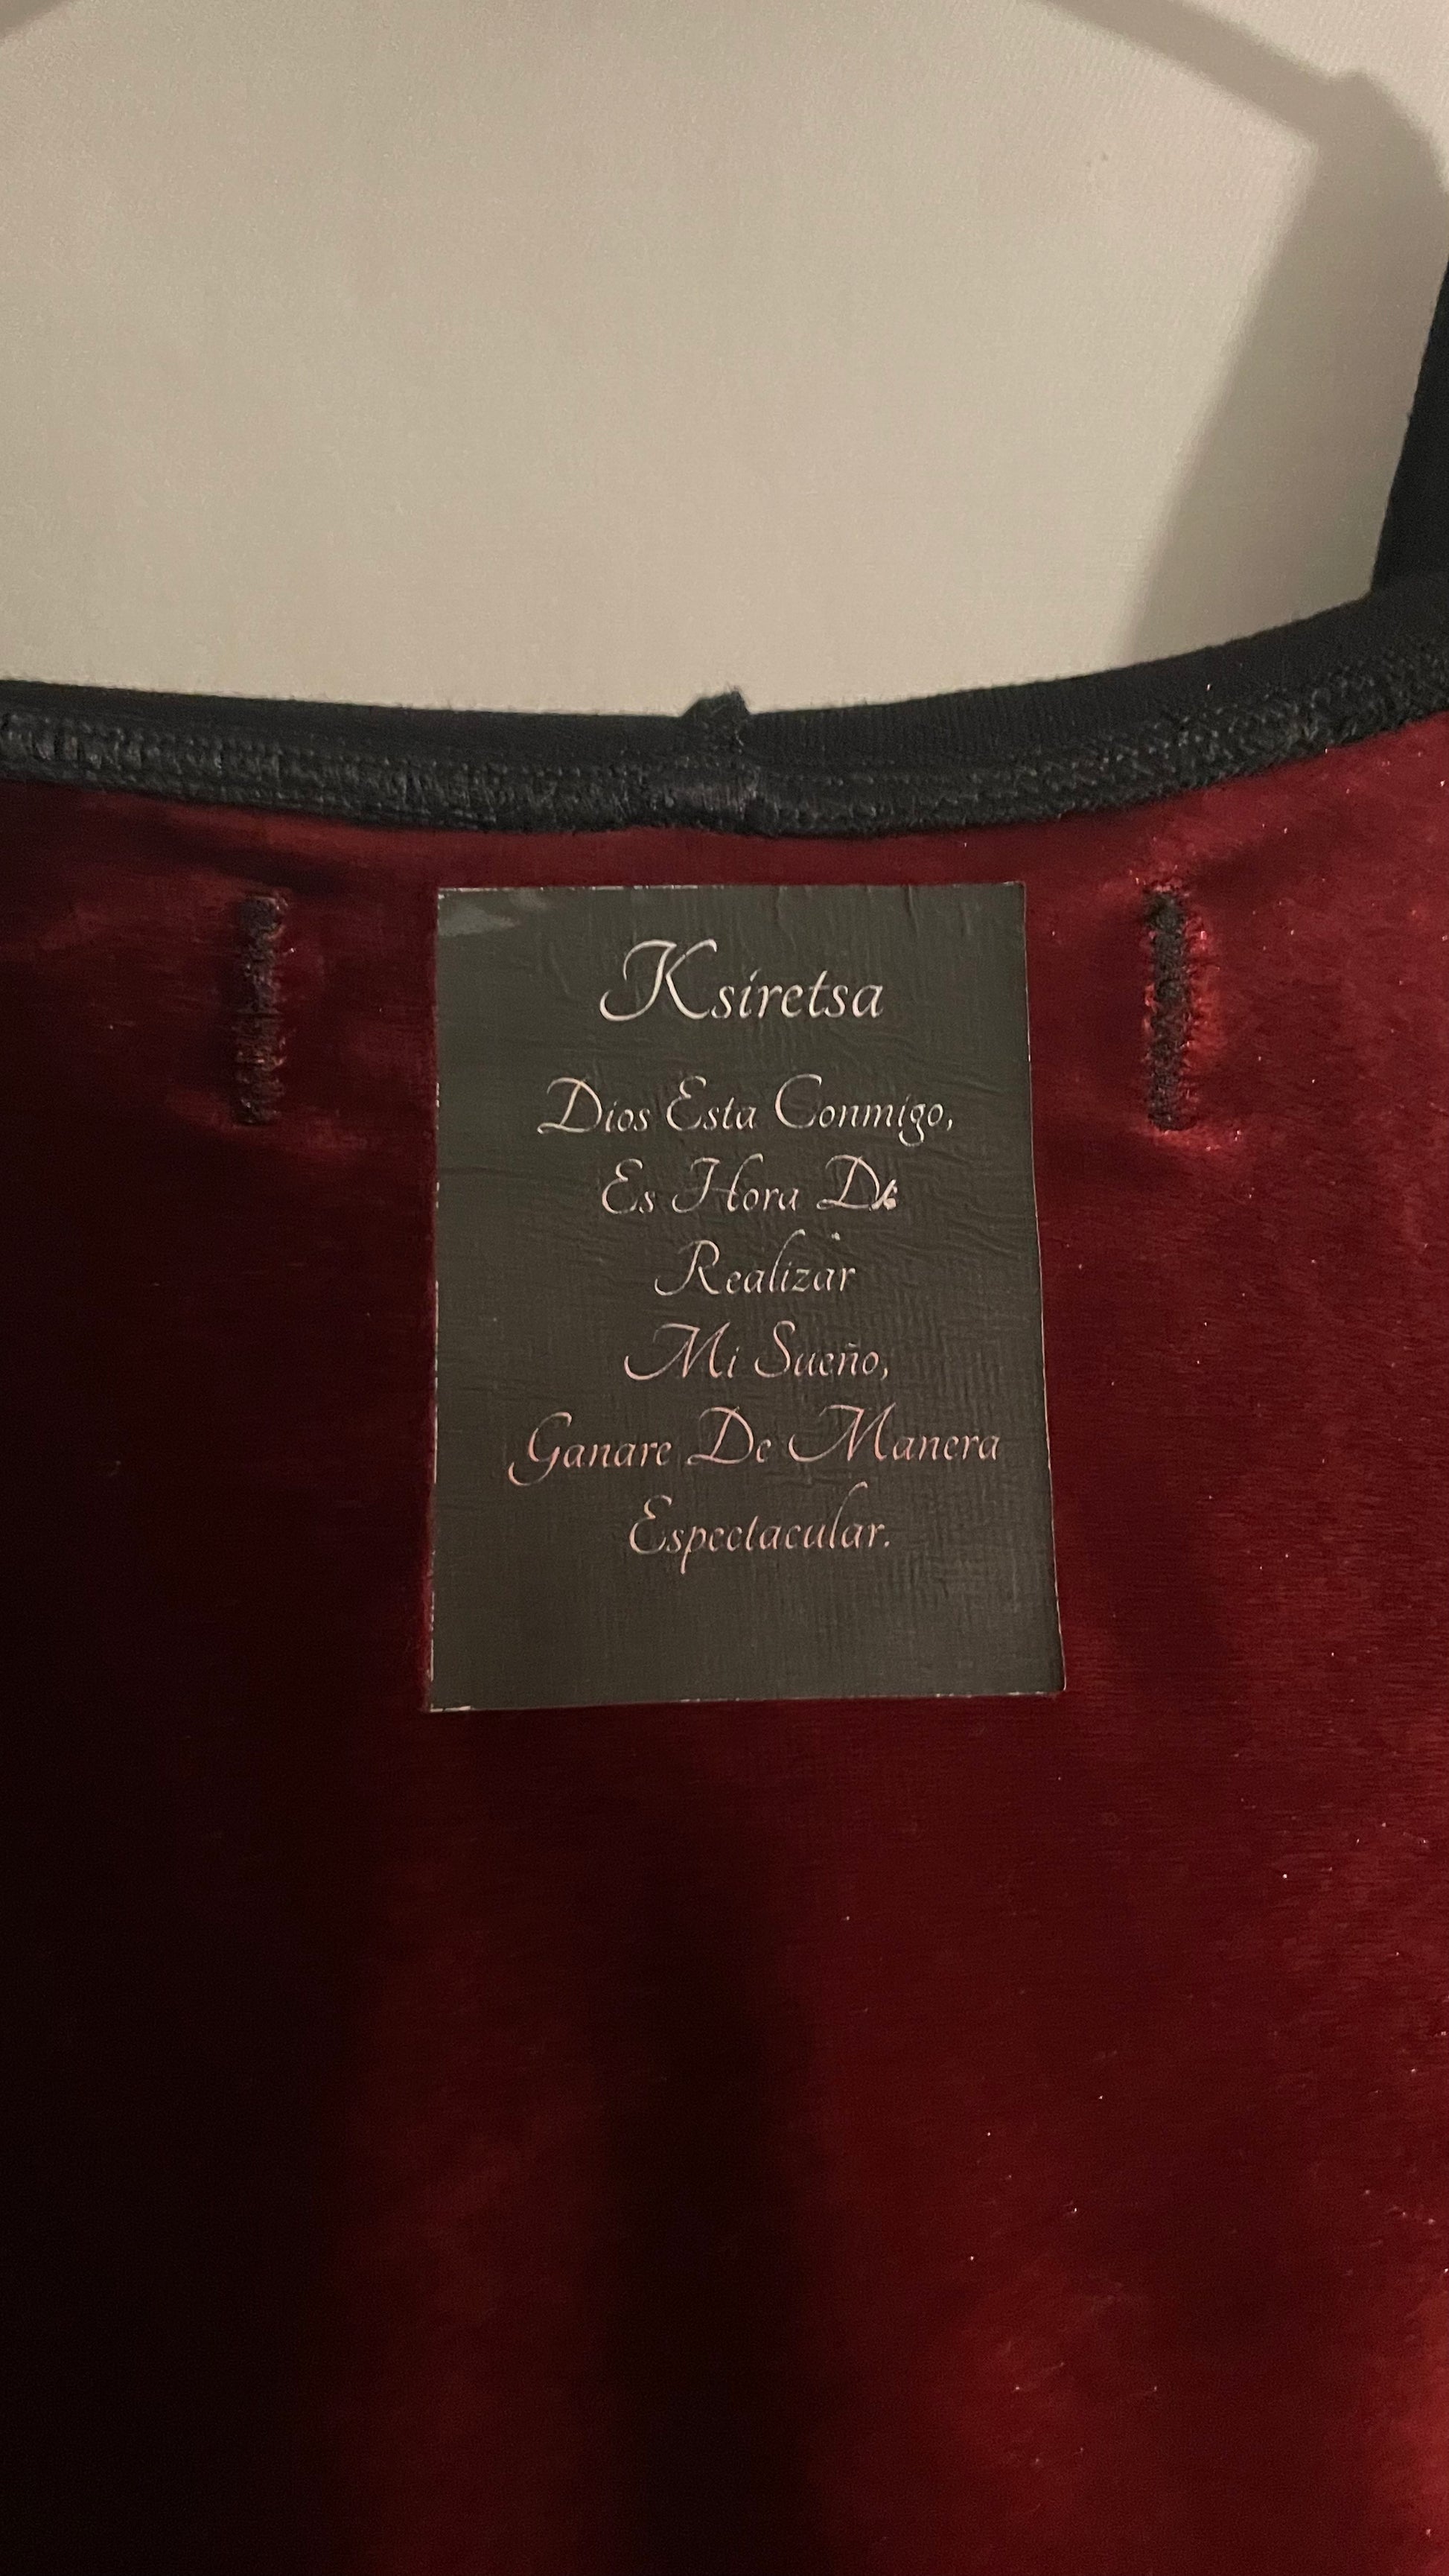 Ksiretsa
Dios Esta Conmigo,
Es Hora De
Realizar
Mi Sueño,
Ganare De Manera
Espectacular.